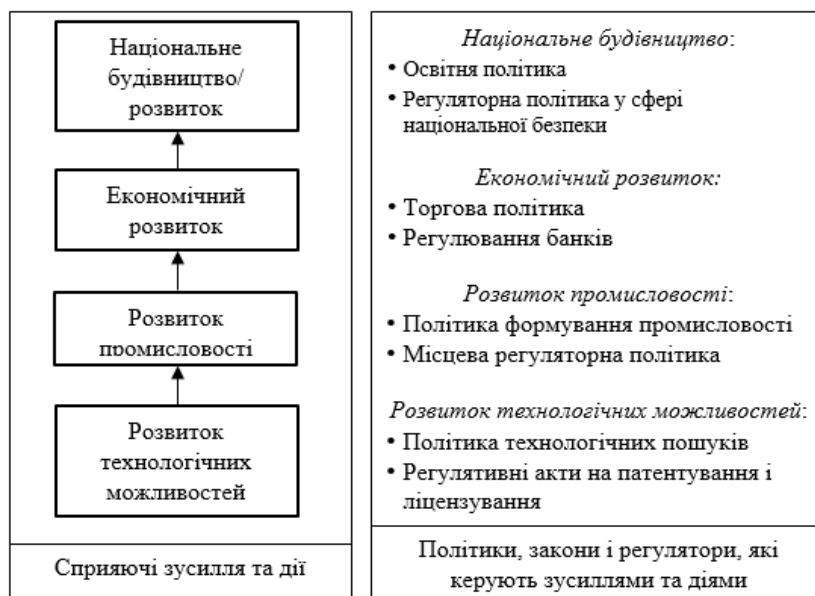 Національне
будівництво/
розвиток
Економічний
розвиток
Розвиток
промисловості
Розвиток
технологічних
можливостей
Сприяючі зусилля та дії
Національне будівництво:
• Освітня політика
• Регуляторна політика у сфері
національної безпеки
Економічний розвиток:
• Торгова політика
• Регулювання банків
Розвиток промисловості:
• Політика формування промисловості
• Місцева регуляторна політика
Розвиток технологічних можливостей:
• Політика технологічних пошуків
• Регулятивні акти на патентування і
ліцензування
Політики, закони і регулятори, які
керують зусиллями та діями